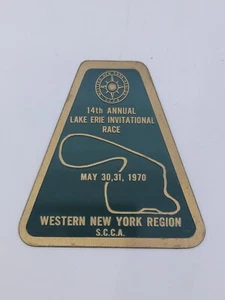 14th ANNUAL
LAKE ERIE INVITATIONAL
RACE
MAY 30,31, 1970
WESTERN NEW YORK REGION
S.C.C.A.